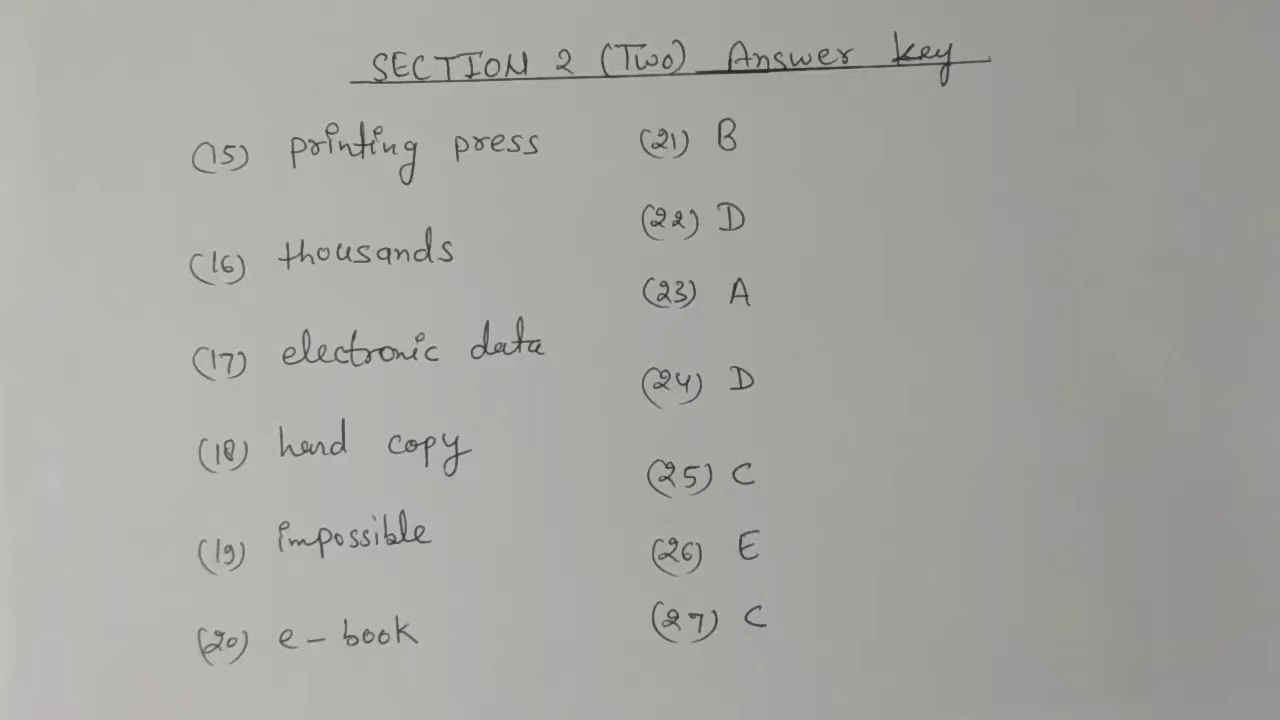 SECTION 2 (Two) Answer key
(15) printing press
(16) thousands
(17) electronic data
(18) hard copy
(19) impossible
(20) e-book
(21) B
(22) D
(23) A
(24) D
(25) C
(26) E
(27) C